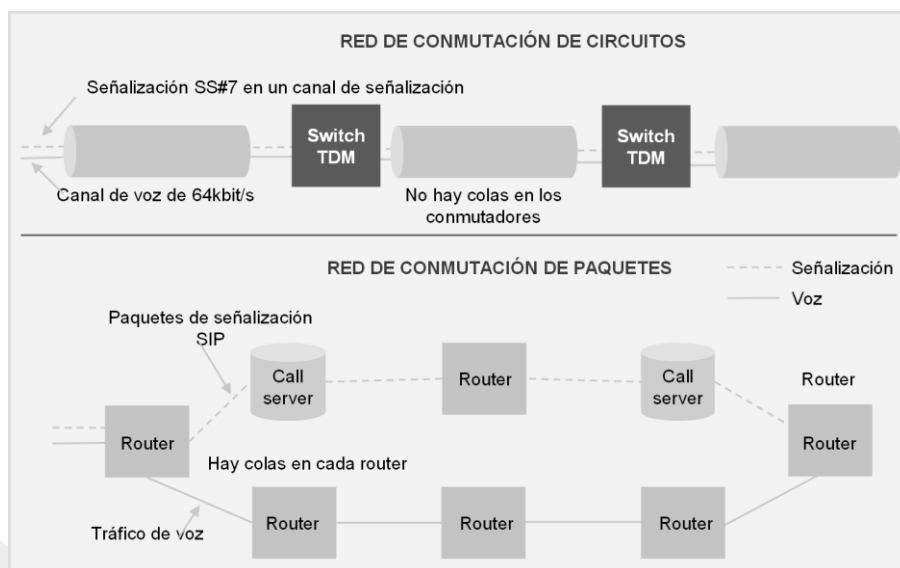 RED DE CONMUTACIÓN DE CIRCUITOS
Señalización SS#7 en un canal de señalización
Switch
TDM
Switch
TDM
Canal de voz de 64kbit/s
No hay colas en los
conmutadores
RED DE CONMUTACIÓN DE PAQUETES
Señalización
Voz
Paquetes de señalización
SIP
Call
server
Router
Call
server
Router
Router
Router
Hay colas en cada router
Tráfico de voz
Router
Router
Router